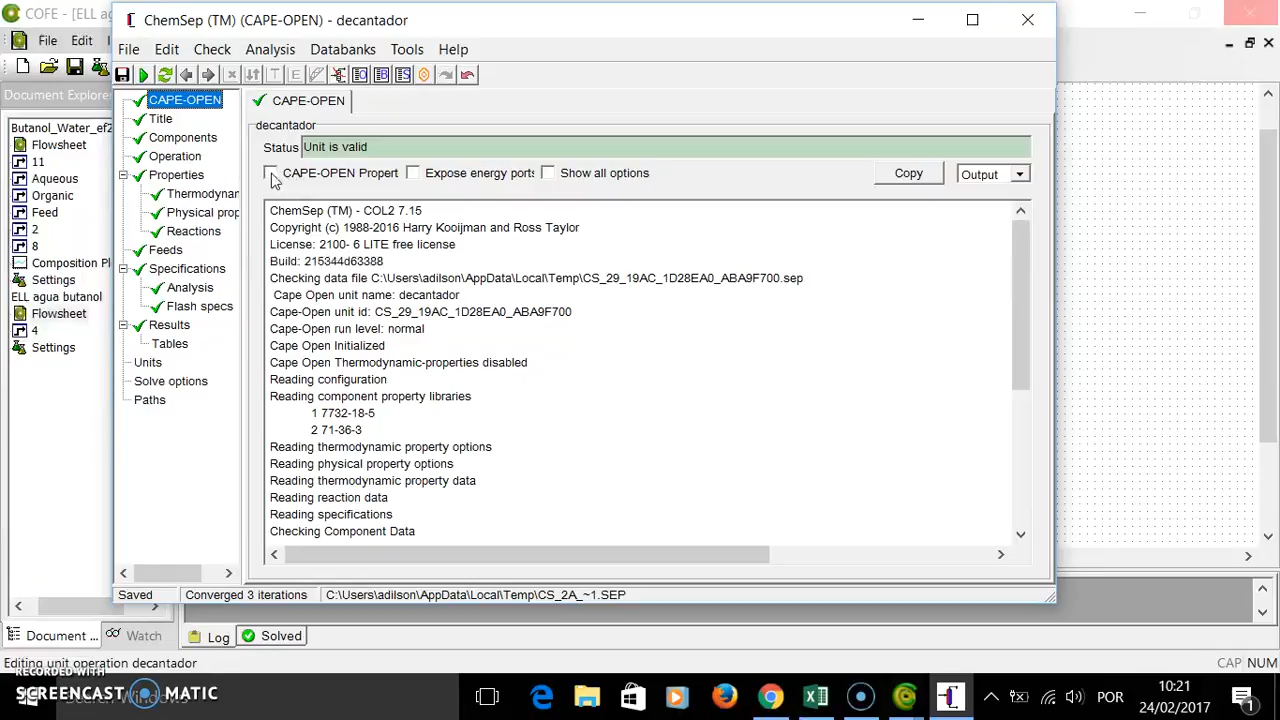 COFE - [ELL agua
ChemSep (TM) (CAPE-OPEN) - decantador
File Edit
File Edit Check Analysis Databanks Tools Help
Document Explorer
CAPE-OPEN
Title
Components
Operation
Properties
Thermodynar
Physical prop
Reactions
Feeds
Specifications
Analysis
Flash specs
Results
Tables
Units
Solve options
Paths
Butanol_Water_ef2
Flowsheet
11
Aqueous
Organic
Feed
2
8
Composition Pl
Settings
ELL agua butanol
Flowsheet
4
Settings
CAPE-OPEN
decantador
Status Unit is valid
CAPE-OPEN Propert Expose energy ports Show all options Copy Output
ChemSep (TM) - COL2 7.15
Copyright (c) 1988-2016 Harry Kooijman and Ross Taylor
License: 2100- 6 LITE free license
Build: 215344d63388
Checking data file C:\Users\adilson\AppData\Local\Temp\CS_29_19AC_1D28EA0_ABA9F700.sep
Cape Open unit name: decantador
Cape-Open unit id: CS_29_19AC_1D28EA0_ABA9F700
Cape-Open run level: normal
Cape Open Initialized
Cape Open Thermodynamic-properties disabled
Reading configuration
Reading component property libraries
1 7732-18-5
2 71-36-3
Reading thermodynamic property options
Reading physical property options
Reading thermodynamic property data
Reading reaction data
Reading specifications
Checking Component Data
Saved Converged 3 iterations C:\Users\adilson\AppData\Local\Temp\CS_2A_~1.SEP
Document ... Watch Log Solved
Editing unit operation decantador CAP NUM
RECORDED WITH
SCREENCAST MATIC
Search Windows
POR
10:21
24/02/2017
1